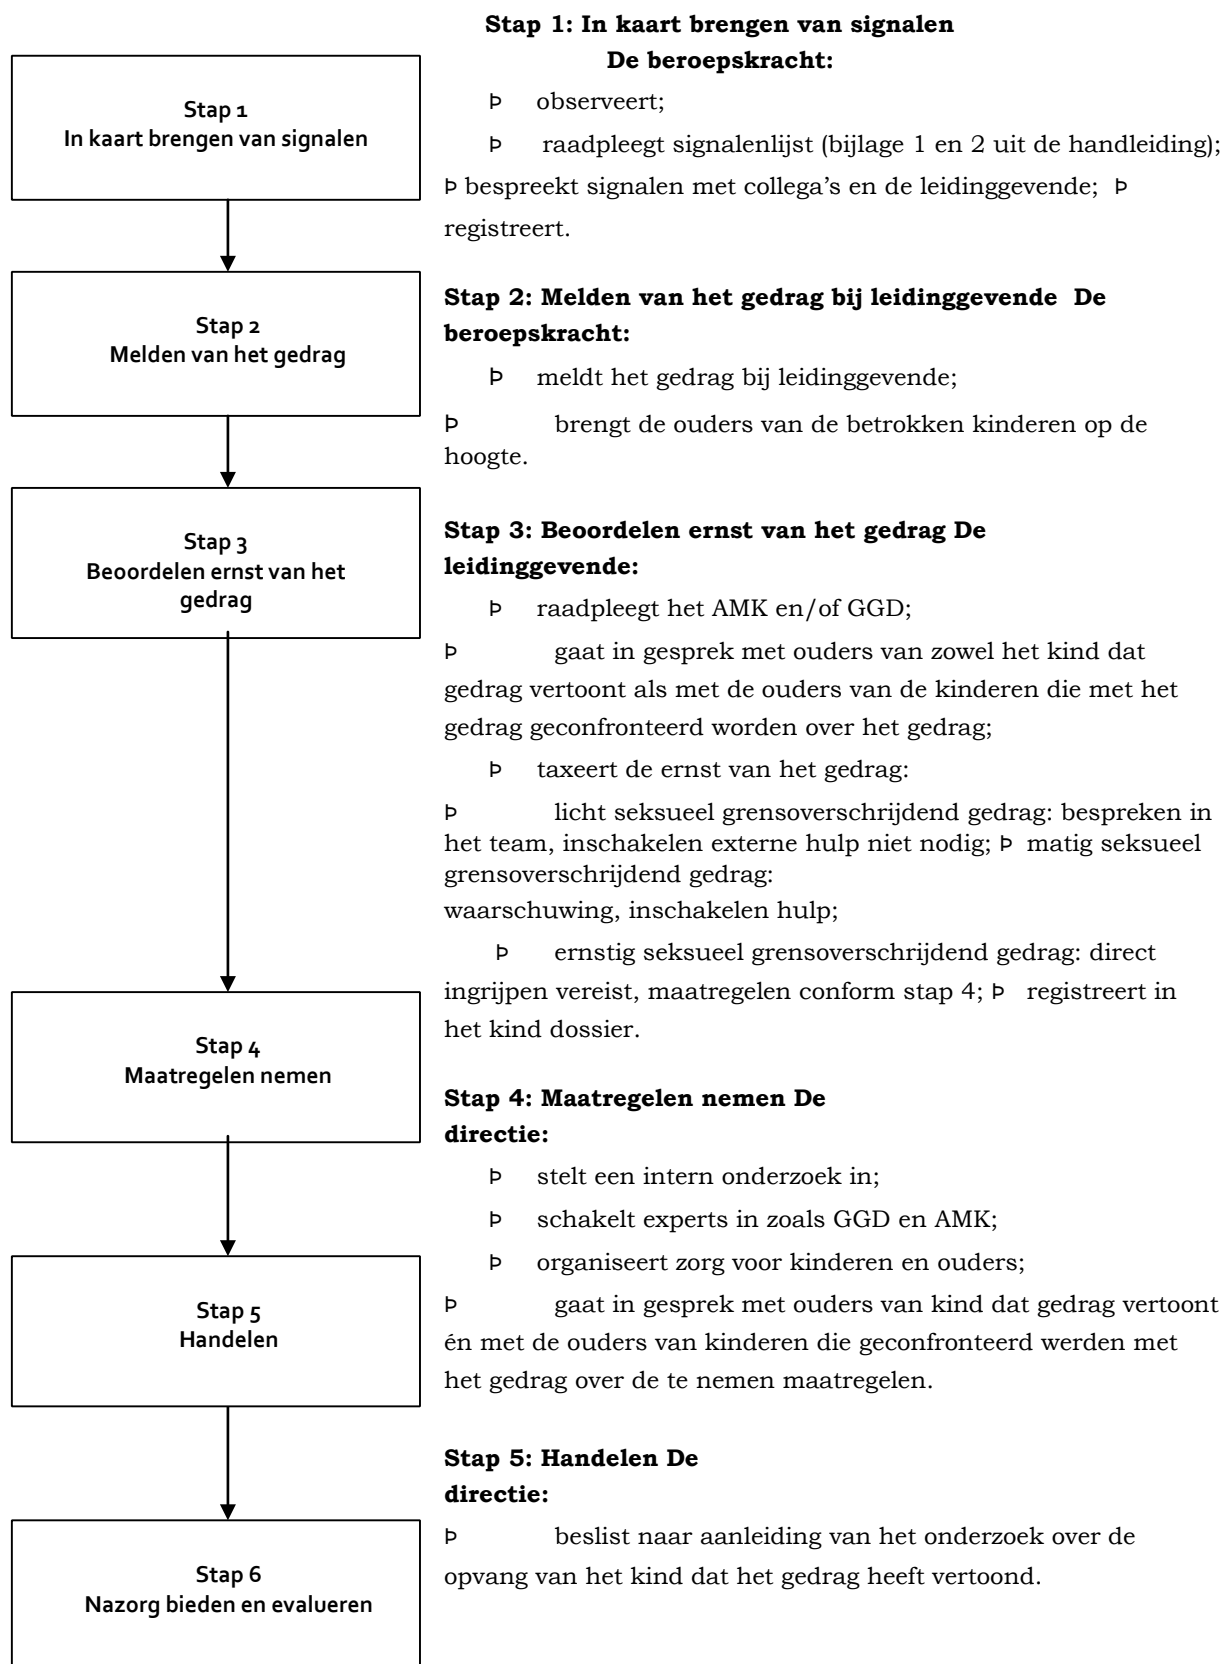 Stap 1
In kaart brengen van signalen
Stap 2
Melden van het gedrag
Stap 3
Beoordelen ernst van het
gedrag
Stap 4
Maatregelen nemen
Stap 5
Handelen
Stap 6
Nazorg bieden en evalueren
Stap 1: In kaart brengen van signalen
De beroepskracht:
Þ observeert;
Þ raadpleegt signalenlijst (bijlage 1 en 2 uit de handleiding);
Þ bespreekt signalen met collega's en de leidinggevende; Þ
registreert.
Stap 2: Melden van het gedrag bij leidinggevende De
beroepskracht:
Þ meldt het gedrag bij leidinggevende;
Þ brengt de ouders van de betrokken kinderen op de
hoogte.
Stap 3: Beoordelen ernst van het gedrag De
leidinggevende:
Þ raadpleegt het AMK en/of GGD;
Þ gaat in gesprek met ouders van zowel het kind dat
gedrag vertoont als met de ouders van de kinderen die met het
gedrag geconfronteerd worden over het gedrag;
Þ taxeert de ernst van het gedrag:
Þ licht seksueel grensoverschrijdend gedrag: bespreken in
het team, inschakelen externe hulp niet nodig; Þ matig seksueel
grensoverschrijdend gedrag:
waarschuwing, inschakelen hulp;
Þ ernstig seksueel grensoverschrijdend gedrag: direct
ingrijpen vereist, maatregelen conform stap 4; Þ registreert in
het kind dossier.
Stap 4: Maatregelen nemen De
directie:
Þ stelt een intern onderzoek in;
Þ schakelt experts in zoals GGD en AMK;
Þ organiseert zorg voor kinderen en ouders;
Þ gaat in gesprek met ouders van kind dat gedrag vertoont
én met de ouders van kinderen die geconfronteerd werden met
het gedrag over de te nemen maatregelen.
Stap 5: Handelen De
directie:
Þ beslist naar aanleiding van het onderzoek over de
opvang van het kind dat het gedrag heeft vertoond.